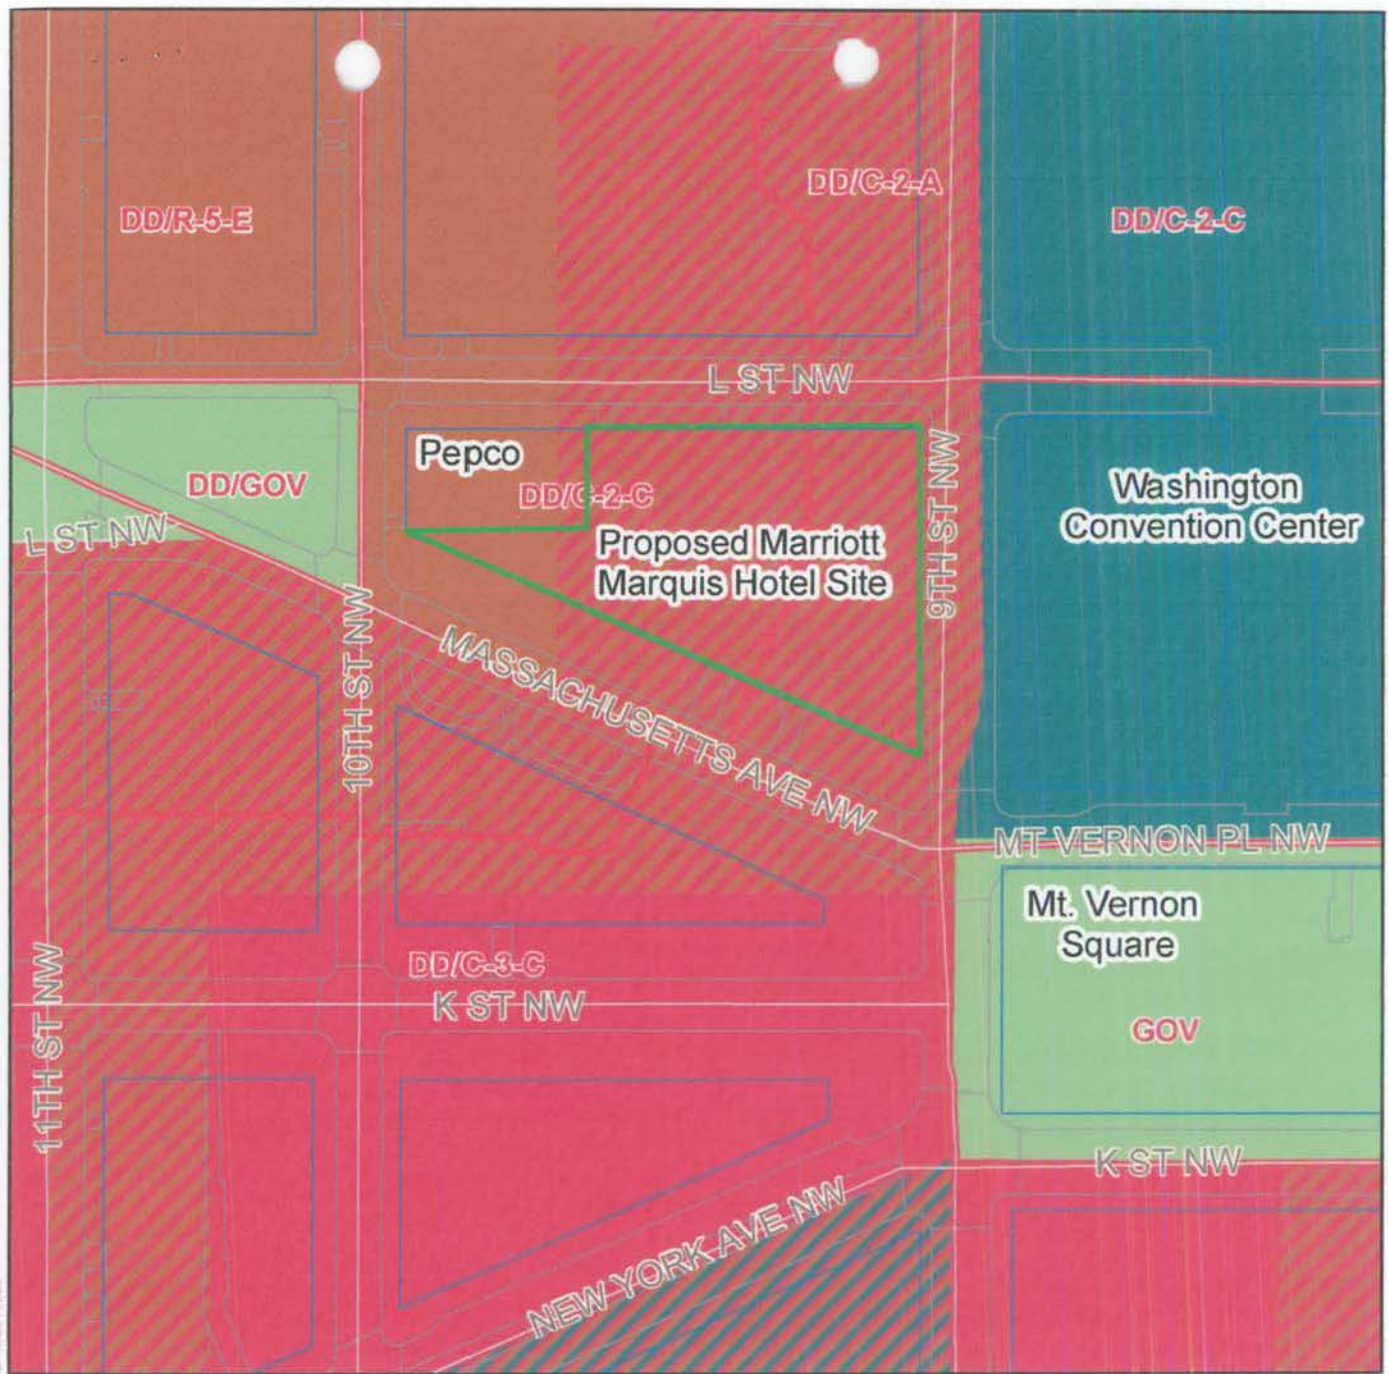 DD/C-2-A
DD/R-5-E
DD/C-2-C
L ST NW
Pepco
DD/GOV
DD/C-2-C
Washington
Convention Center
L ST NW
Proposed Marriott
Marquis Hotel Site
9TH ST NW
10TH ST NW
MASSACHUSETTS AVE NW
MT VERNON PL NW
Mt. Vernon
Square
DD/C-3-C
K ST NW
11TH ST NW
GOV
K ST NW
NEW YORK AVE NW